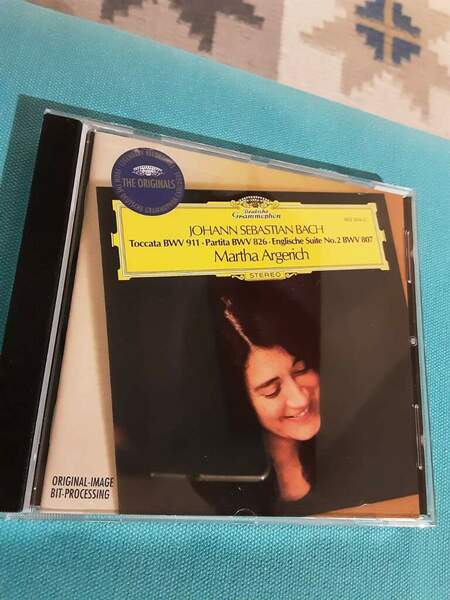 THE ORIGINALS
Deutsche
Grammophon
JOHANN SEBASTIAN BACH
Toccata BWV 911 · Partita BWV 826 · Englische Suite No. 2 BWV 807
Martha Argerich
STEREO
ORIGINAL-IMAGE
BIT-PROCESSING